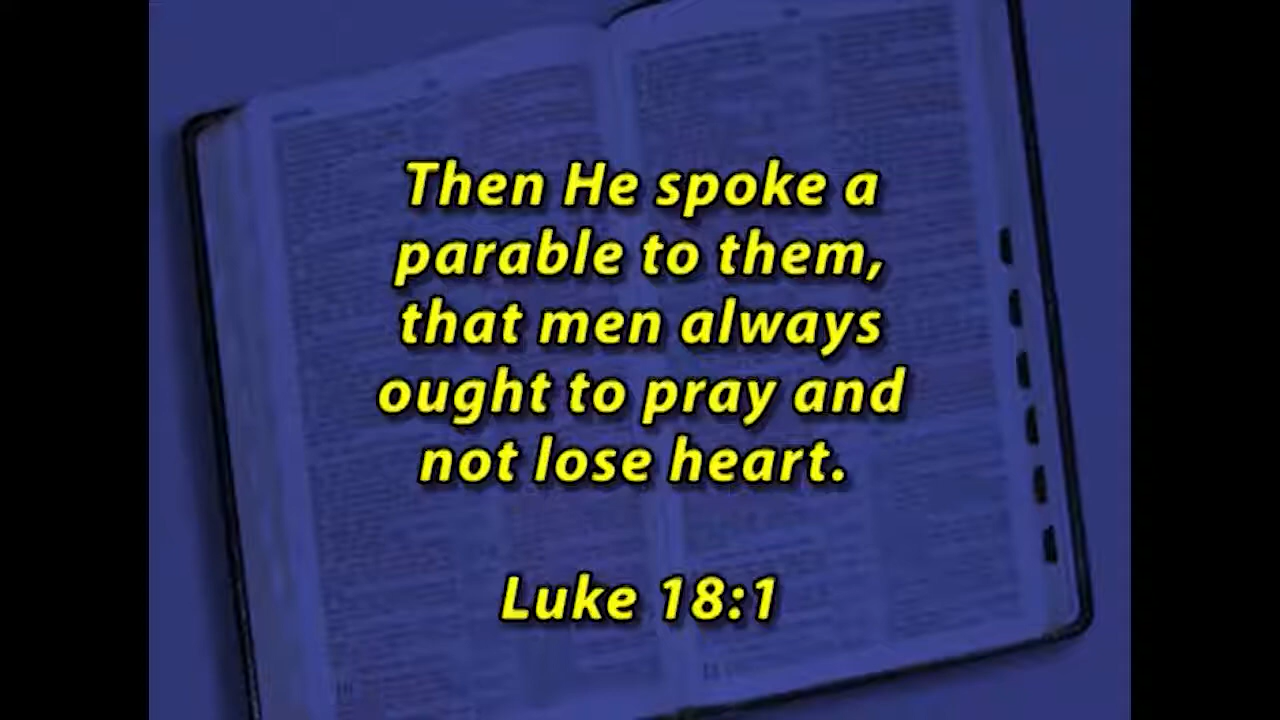 Then He spoke a
parable to them,
that men always
ought to pray and
not lose heart.
Luke 18:1